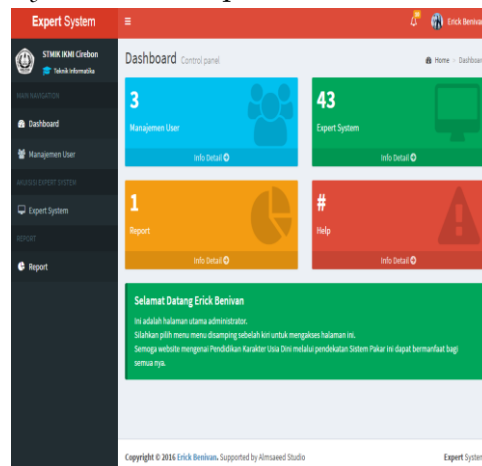 Expert System
Erick Beniva
STMIK IKMI Cirebon
Teknik Informatika
MAIN NAVIGATION
Dashboard
Manajemen User
EXPERT SYSTEM
Expert System
REPORT
Report
Dashboard Control panel
Home > Dashboar
3
Manajemen User
Info Detail
43
Expert System
Info Detail
1
Report
Info Detail
#
Help
Info Detail
Selamat Datang Erick Benivan
Ini adalah halaman utama administrator.
Silahkan pilih menu menu disamping sebelah kiri untuk mengakses halaman ini.
Semoga website mengenai Pendidikan Karakter Usia Dini melalui pendekatan Sistem Pakar ini dapat bermanfaat bagi
semua nya.
Copyright © 2016 Erick Benivan. Supported by Almsaeed Studio
Expert System